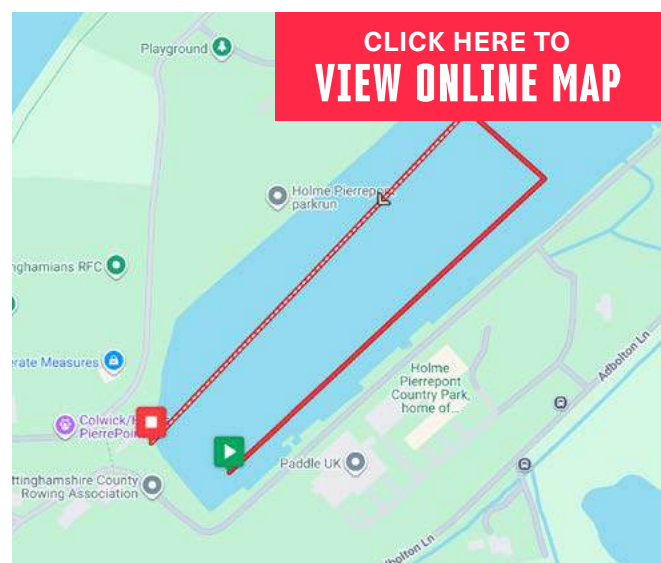 CLICK HERE TO
VIEW ONLINE MAP
Playground
Holme Pierrepont
parkrun
nghamians RFC
rate Measures
Holme
Pierrepont
Country Park,
home of...
Adbolton Ln
Colwick/H
PierrePoi
Paddle UK
ttinghamshire County
Rowing Association
bolton Ln